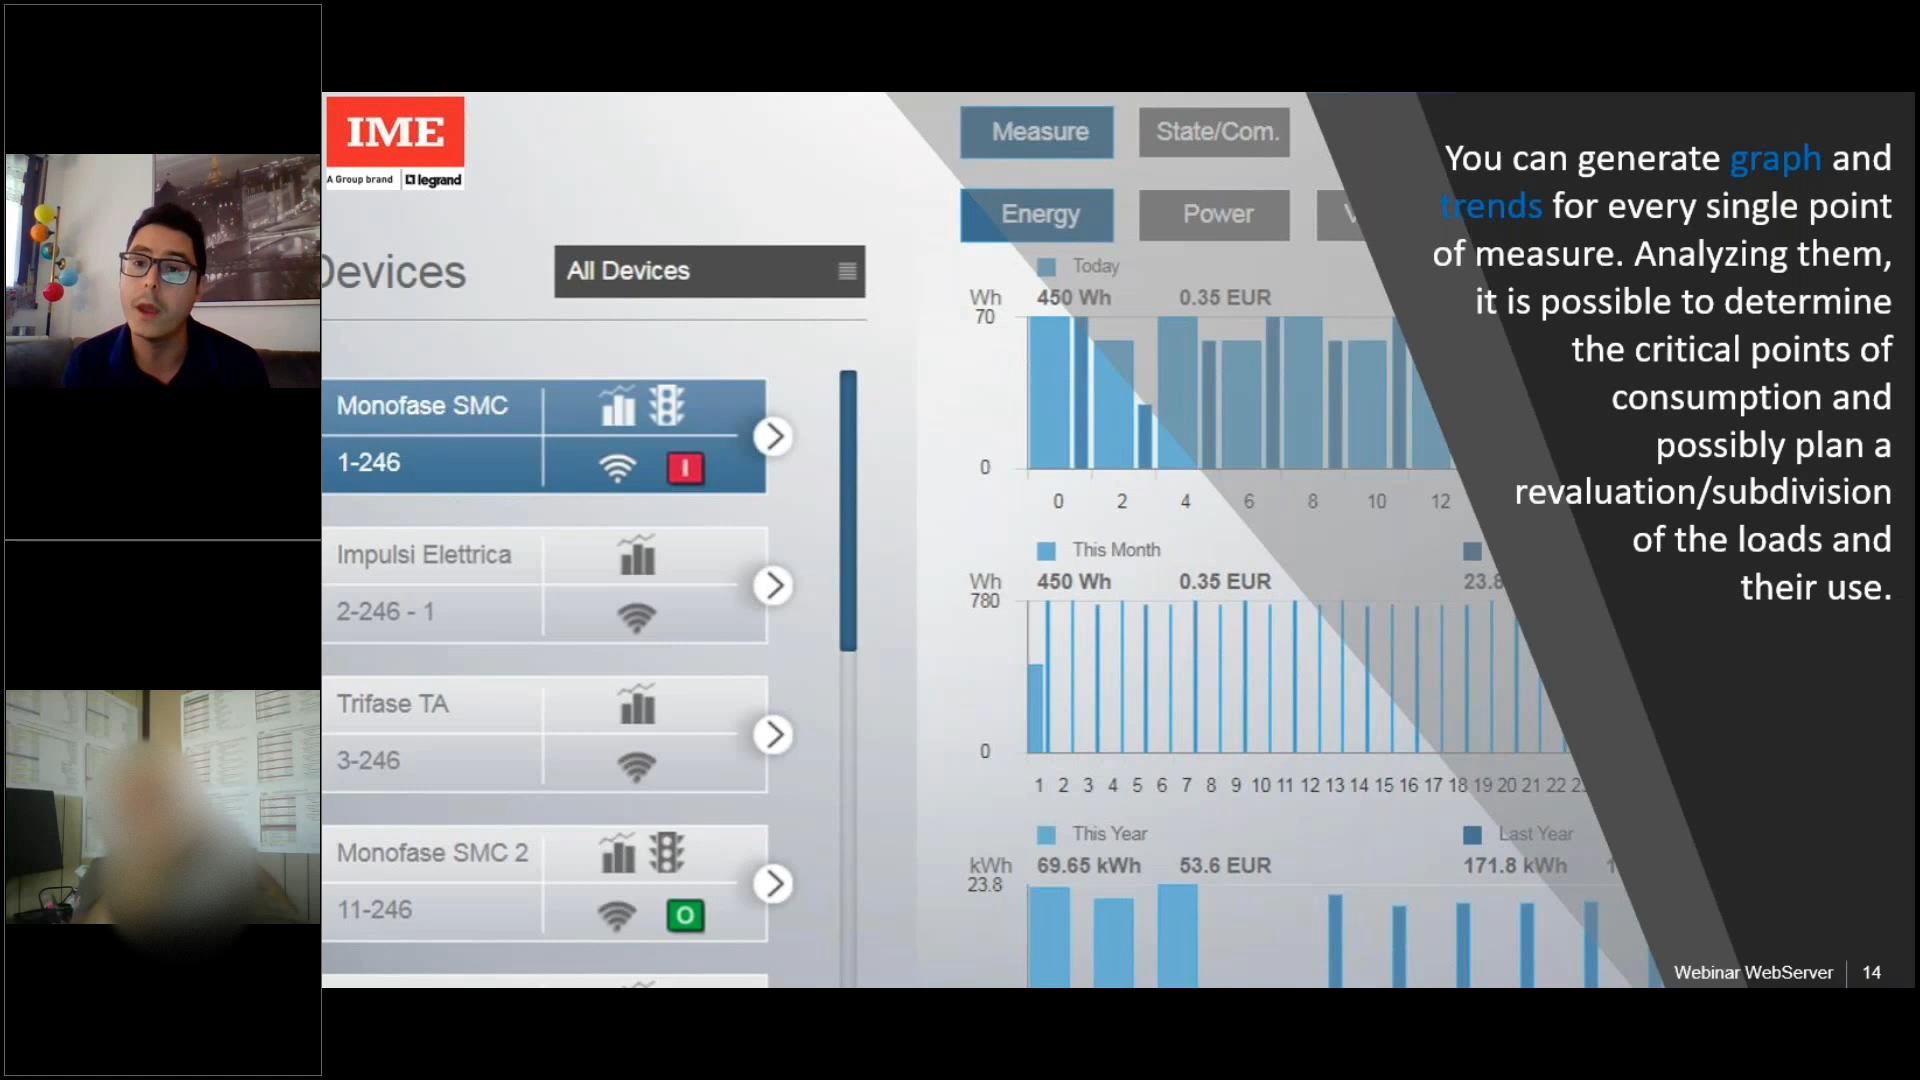 IME
A Group brand legrand
Devices
All Devices
Monofase SMC
1-246
I
Impulsi Elettrica
2-246 - 1
Trifase TA
3-246
Monofase SMC 2
11-246
O
Measure State/Com.
Energy Power V
Today
Wh 450 Wh 0.35 EUR
70
0
0 2 4 6 8 10 12
This Month
Wh 450 Wh 0.35 EUR 23.8
780
0
1 2 3 4 5 6 7 8 9 10 11 12 13 14 15 16 17 18 19 20 21 22 23
This Year Last Year
kWh 69.65 kWh 53.6 EUR 171.8 kWh 1
23.8
You can generate graph and
trends for every single point
of measure. Analyzing them,
it is possible to determine
the critical points of
consumption and
possibly plan a
revaluation/subdivision
of the loads and
their use.
Webinar WebServer 14